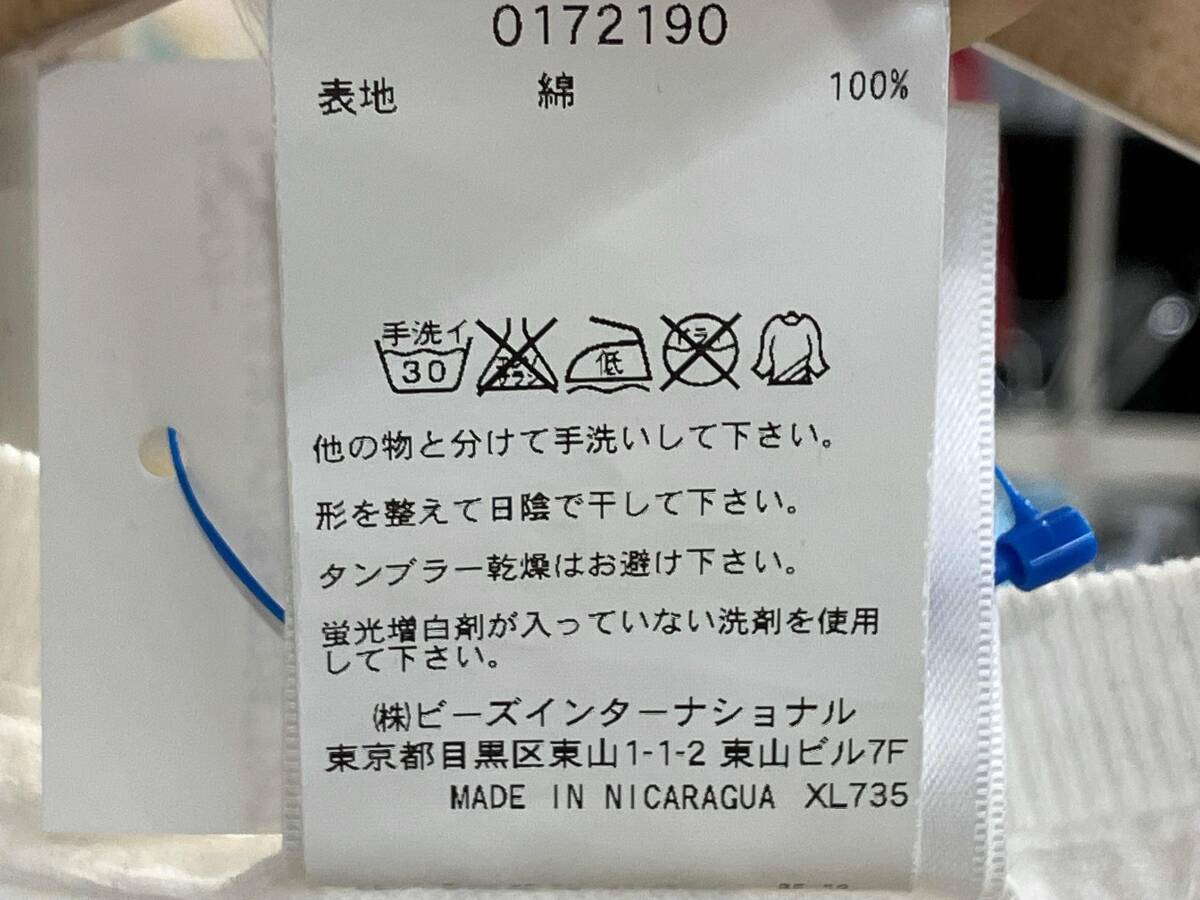 0172190
表地 綿 100%
手洗イ
30
低
ドライ
他の物と分けて手洗いして下さい。
形を整えて日陰で干して下さい。
タンブラー乾燥はお避け下さい。
蛍光増白剤が入っていない洗剤を使用
して下さい。
㈱ビーズインターナショナル
東京都目黒区東山1-1-2 東山ビル7F
MADE IN NICARAGUA XL735